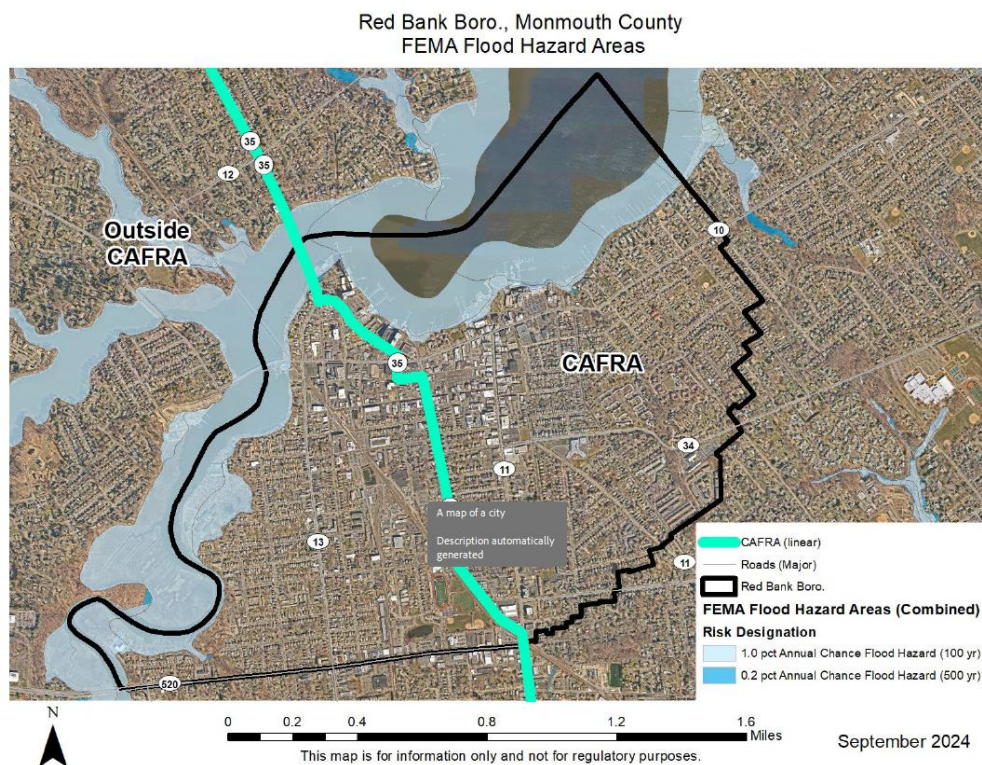 Red Bank Boro., Monmouth County
FEMA Flood Hazard Areas
35
35
12
Outside
CAFRA
10
35
CAFRA
34
11
A map of a city
Description automatically
generated
13
11
520
CAFRA (linear)
Roads (Major)
Red Bank Boro.
FEMA Flood Hazard Areas (Combined)
Risk Designation
1.0 pct Annual Chance Flood Hazard (100 yr)
0.2 pct Annual Chance Flood Hazard (500 yr)
N
0 0.2 0.4 0.8 1.2 1.6
Miles
This map is for information only and not for regulatory purposes.
September 2024